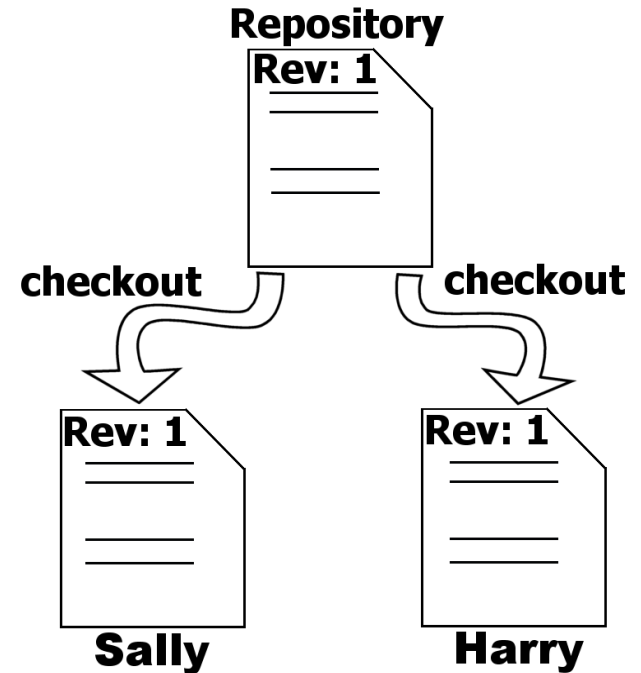 Repository
Rev: 1
checkout
checkout
Rev: 1
Rev: 1
Sally
Harry